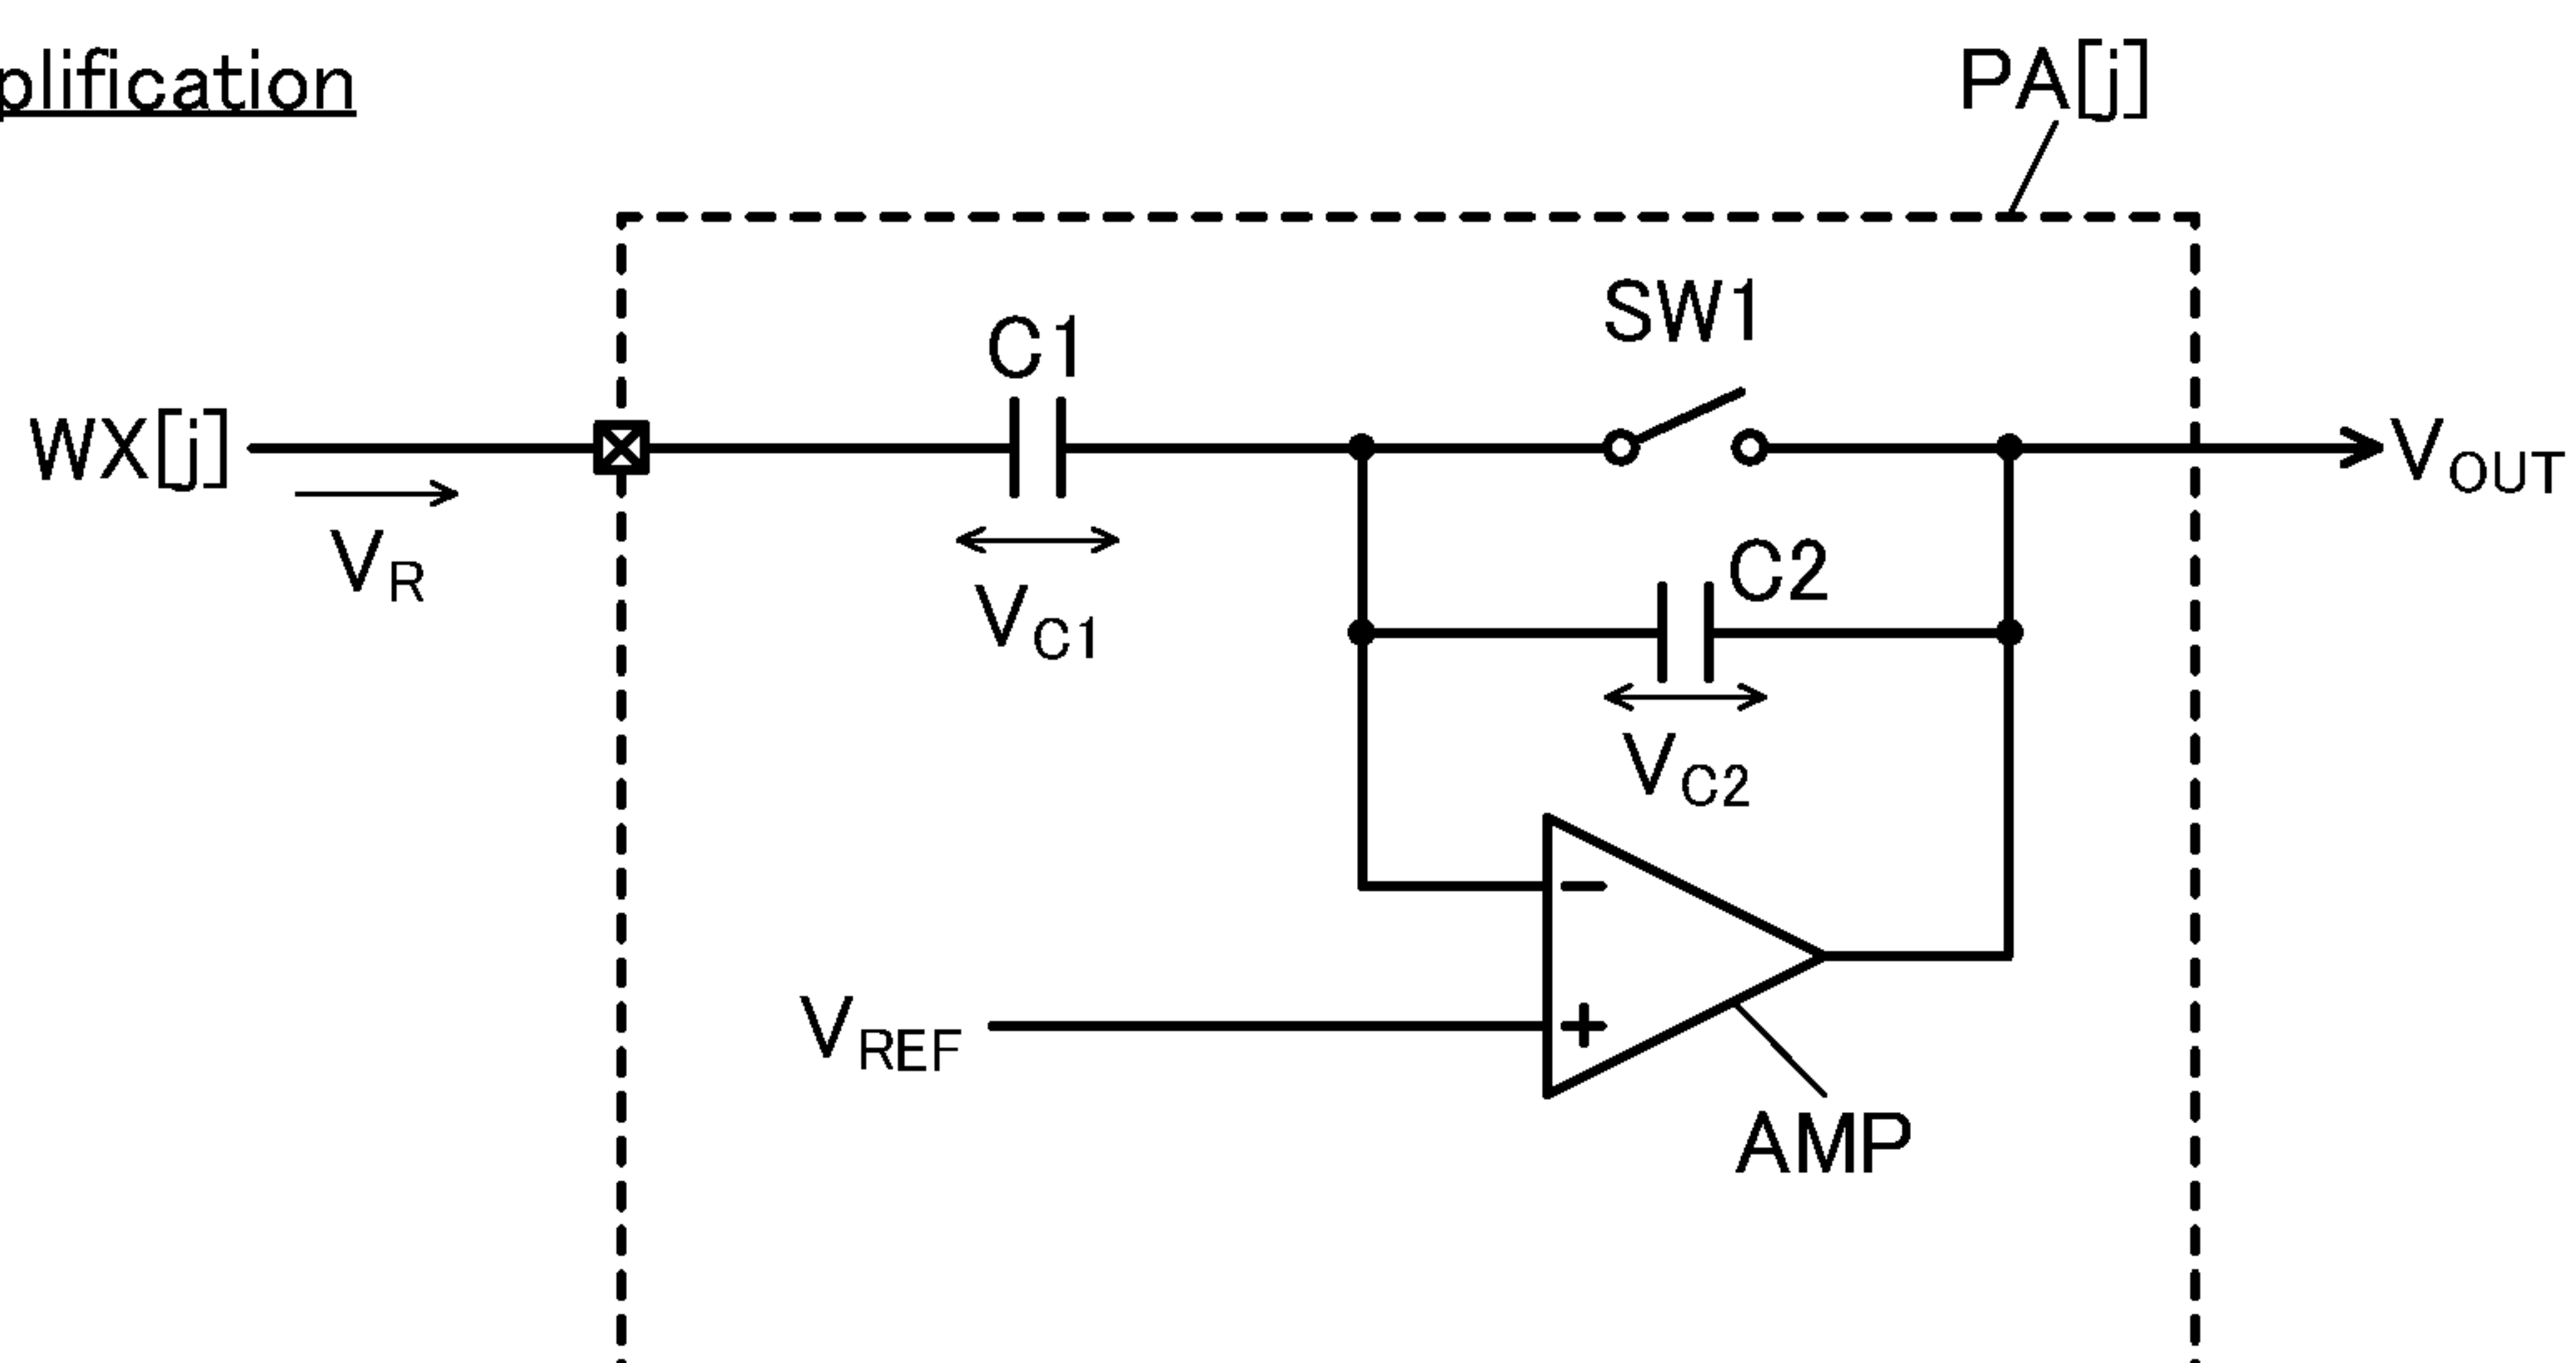 plification
PA[j]
SW1
C1
WX[j]
VOUT
VR
C2
VC1
VC2
−
VREF
+
AMP